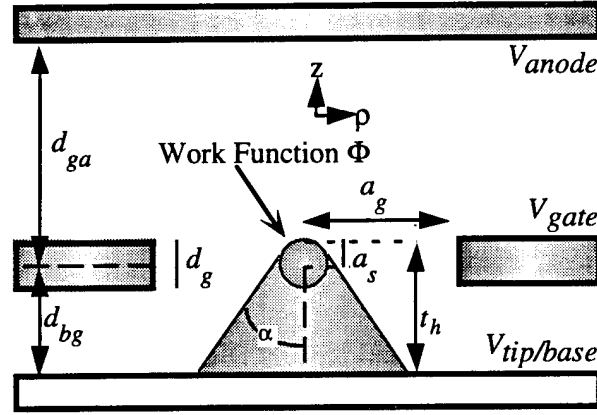 V_anode
z
ρ
d_ga
Work Function Φ
a_g
V_gate
d_g
a_s
d_bg
t_h
α
V_tip/base